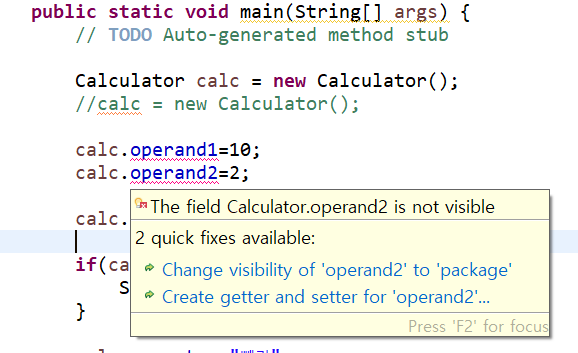 public static void main(String[] args) {
// TODO Auto-generated method stub
Calculator calc = new Calculator();
//calc = new Calculator();
calc.operand1=10;
calc.operand2=2;
The field Calculator.operand2 is not visible
calc.
2 quick fixes available:
if(ca
Change visibility of 'operand2' to 'package'
S
Create getter and setter for 'operand2'...
}
Press 'F2' for focus